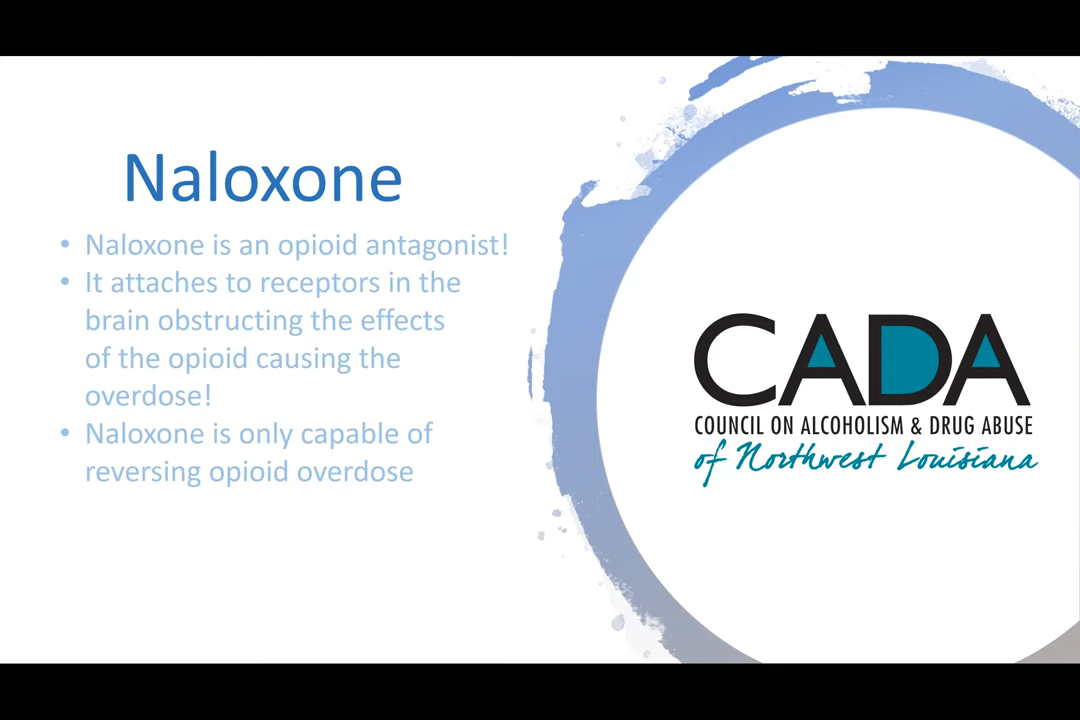 Naloxone
• Naloxone is an opioid antagonist!
• It attaches to receptors in the
brain obstructing the effects
of the opioid causing the
overdose!
• Naloxone is only capable of
reversing opioid overdose
CADA
COUNCIL ON ALCOHOLISM & DRUG ABUSE
of Northwest Louisiana